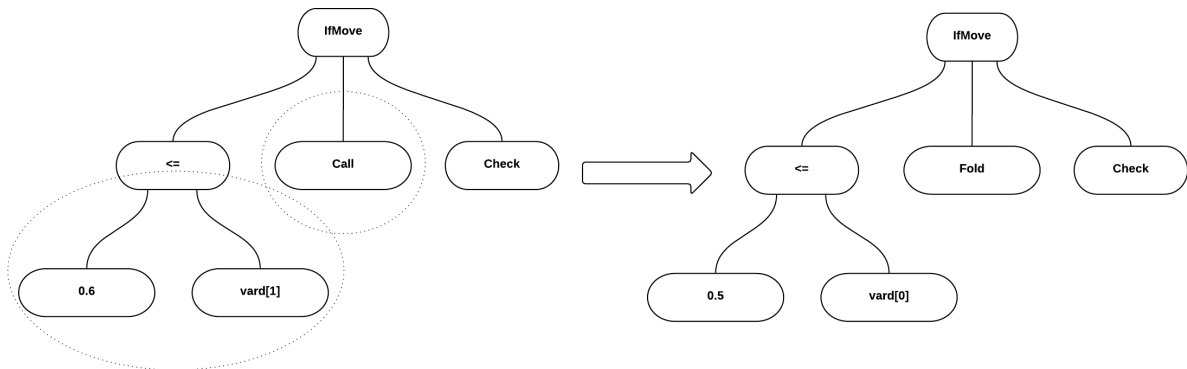 IfMove
<=
Call
Check
0.6
vard[1]
IfMove
<=
Fold
Check
0.5
vard[0]